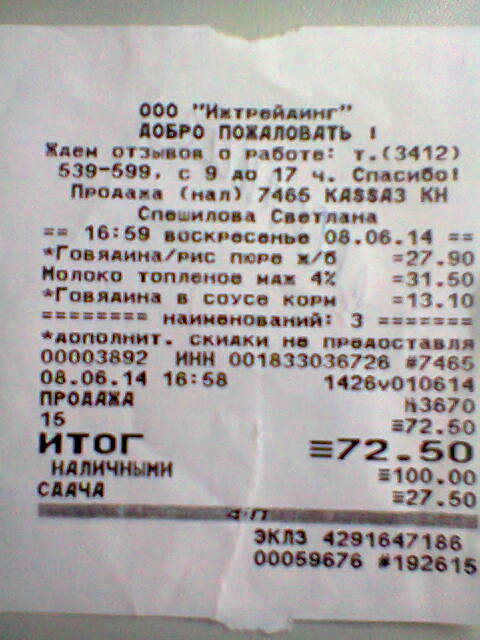 ООО "Ижтрейдинг"
ДОБРО ПОЖАЛОВАТЬ !
Ждем отзывов о работе: т.(3412)
539-599, с 9 до 17 ч. Спасибо!
Продажа (нал) 7465 KASSA3 КН
Спешилова Светлана
== 16:59 воскресенье 08.06.14 ==
*Говядина/рис пюре ж/б =27.90
Молоко топленое мдж 4% =31.50
*Говядина в соусе корм =13.10
======== наименований: 3 =======
*дополнит. скидки не предоставля
00003892 ИНН 001833036726 #7465
08.06.14 16:58 1426v010614
ПРОДАЖА №3670
15 ≡72.50
ИТОГ ≡72.50
НАЛИЧНЫМИ ≡100.00
СДАЧА ≡27.50
ФП
ЭКЛЗ 4291647186
00059676 #192615